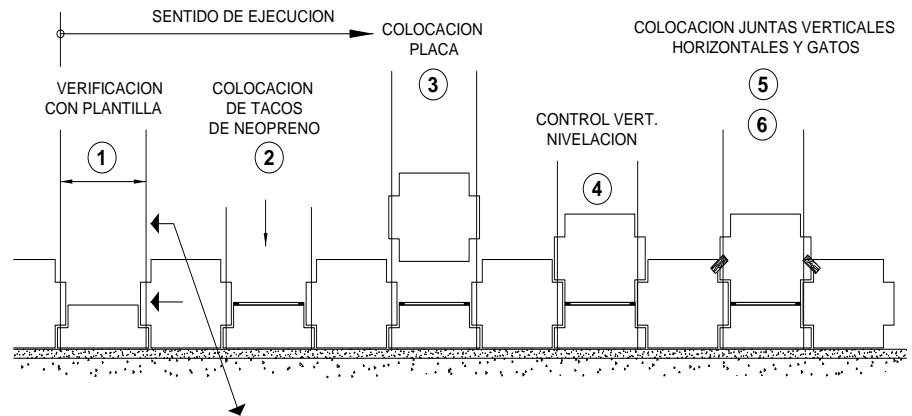 SENTIDO DE EJECUCION
VERIFICACION
CON PLANTILLA
1
COLOCACION
DE TACOS
DE NEOPRENO
2
COLOCACION
PLACA
3
CONTROL VERT.
NIVELACION
4
COLOCACION JUNTAS VERTICALES
HORIZONTALES Y GATOS
5
6